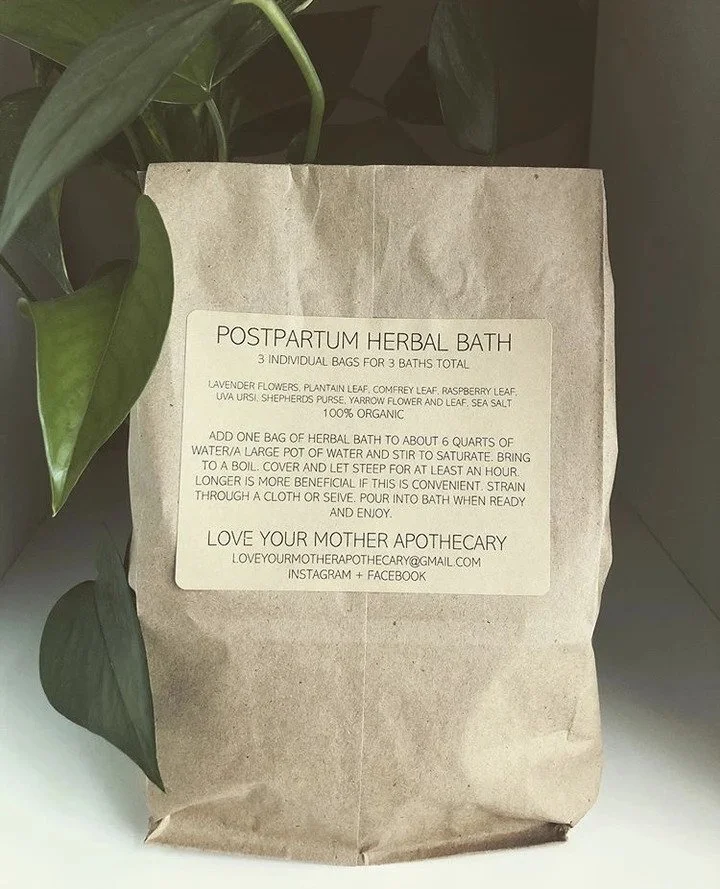 POSTPARTUM HERBAL BATH
3 INDIVIDUAL BAGS FOR 3 BATHS TOTAL
LAVENDER FLOWERS, PLANTAIN LEAF, COMFREY LEAF, RASPBERRY LEAF,
UVA URSI, SHEPHERDS PURSE, YARROW FLOWER AND LEAF, SEA SALT
100% ORGANIC
ADD ONE BAG OF HERBAL BATH TO ABOUT 6 QUARTS OF
WATER/A LARGE POT OF WATER AND STIR TO SATURATE. BRING
TO A BOIL. COVER AND LET STEEP FOR AT LEAST AN HOUR.
LONGER IS MORE BENEFICIAL IF THIS IS CONVENIENT. STRAIN
THROUGH A CLOTH OR SEIVE. POUR INTO BATH WHEN READY
AND ENJOY.
LOVE YOUR MOTHER APOTHECARY
LOVEYOURMOTHERAPOTHECARY@GMAIL.COM
INSTAGRAM + FACEBOOK